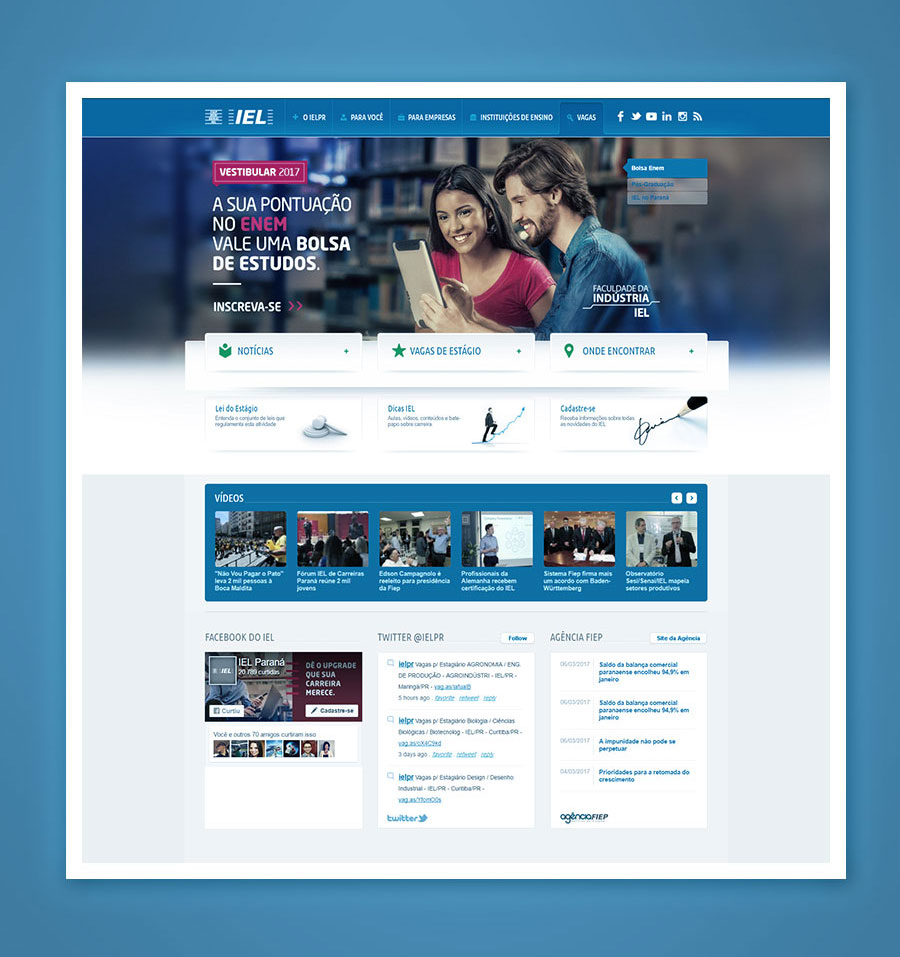 IEL
O IELPR
PARA VOCÊ
PARA EMPRESAS
INSTITUIÇÕES DE ENSINO
VAGAS
VESTIBULAR 2017
A SUA PONTUAÇÃO
NO ENEM
VALE UMA BOLSA
DE ESTUDOS.
INSCREVA-SE
Bolsa Enem
Pós-Graduação
IEL no Paraná
FACULDADE DA
INDÚSTRIA
IEL
NOTÍCIAS +
VAGAS DE ESTÁGIO +
ONDE ENCONTRAR +
Lei do Estágio
Entenda o conjunto de leis que
regulamenta esta atividade
Dicas IEL
Aulas, vídeos, conteúdos e bate-
papo sobre carreira
Cadastre-se
Receba informações sobre todas
as novidades do IEL
VÍDEOS
"Não Vou Pagar o Pato"
leva 2 mil pessoas à
Boca Maldita
Fórum IEL de Carreiras
Paraná reúne 2 mil
jovens
Edson Campagnolo é
reeleito para presidência
da Fiep
Profissionais da
Alemanha recebem
certificação do IEL
Sistema Fiep firma mais
um acordo com Baden-
Württemberg
Observatório
Sesi/Senai/IEL mapeia
setores produtivos
FACEBOOK DO IEL
IEL
IEL Paraná
20.789 curtidas
DÊ O UPGRADE
QUE SUA
CARREIRA
MERECE.
Curtiu
Cadastre-se
Você e outros 70 amigos curtiram isso
TWITTER @IELPR
Follow
ielpr Vagas p/ Estagiário AGRONOMIA / ENG.
DE PRODUÇÃO - AGROINDÚSTRI - IEL/PR -
Maringá/PR -
5 hours ago . favorite . retweet . reply
ielpr Vagas p/ Estagiário Biologia / Ciências
Biológicas / Biotecnolog - IEL/PR - Curitiba/PR -
3 days ago . favorite . retweet . reply
ielpr Vagas p/ Estagiário Design / Desenho
Industrial - IEL/PR - Curitiba/PR -
twitter
AGÊNCIA FIEP
Site da Agência
06/03/2017 Saldo da balança comercial
paranaense encolheu 94,9% em
janeiro
06/03/2017 Saldo da balança comercial
paranaense encolheu 94,9% em
janeiro
06/03/2017 A impunidade não pode se
perpetuar
04/03/2017 Prioridades para a retomada do
crescimento
agênciaFIEP